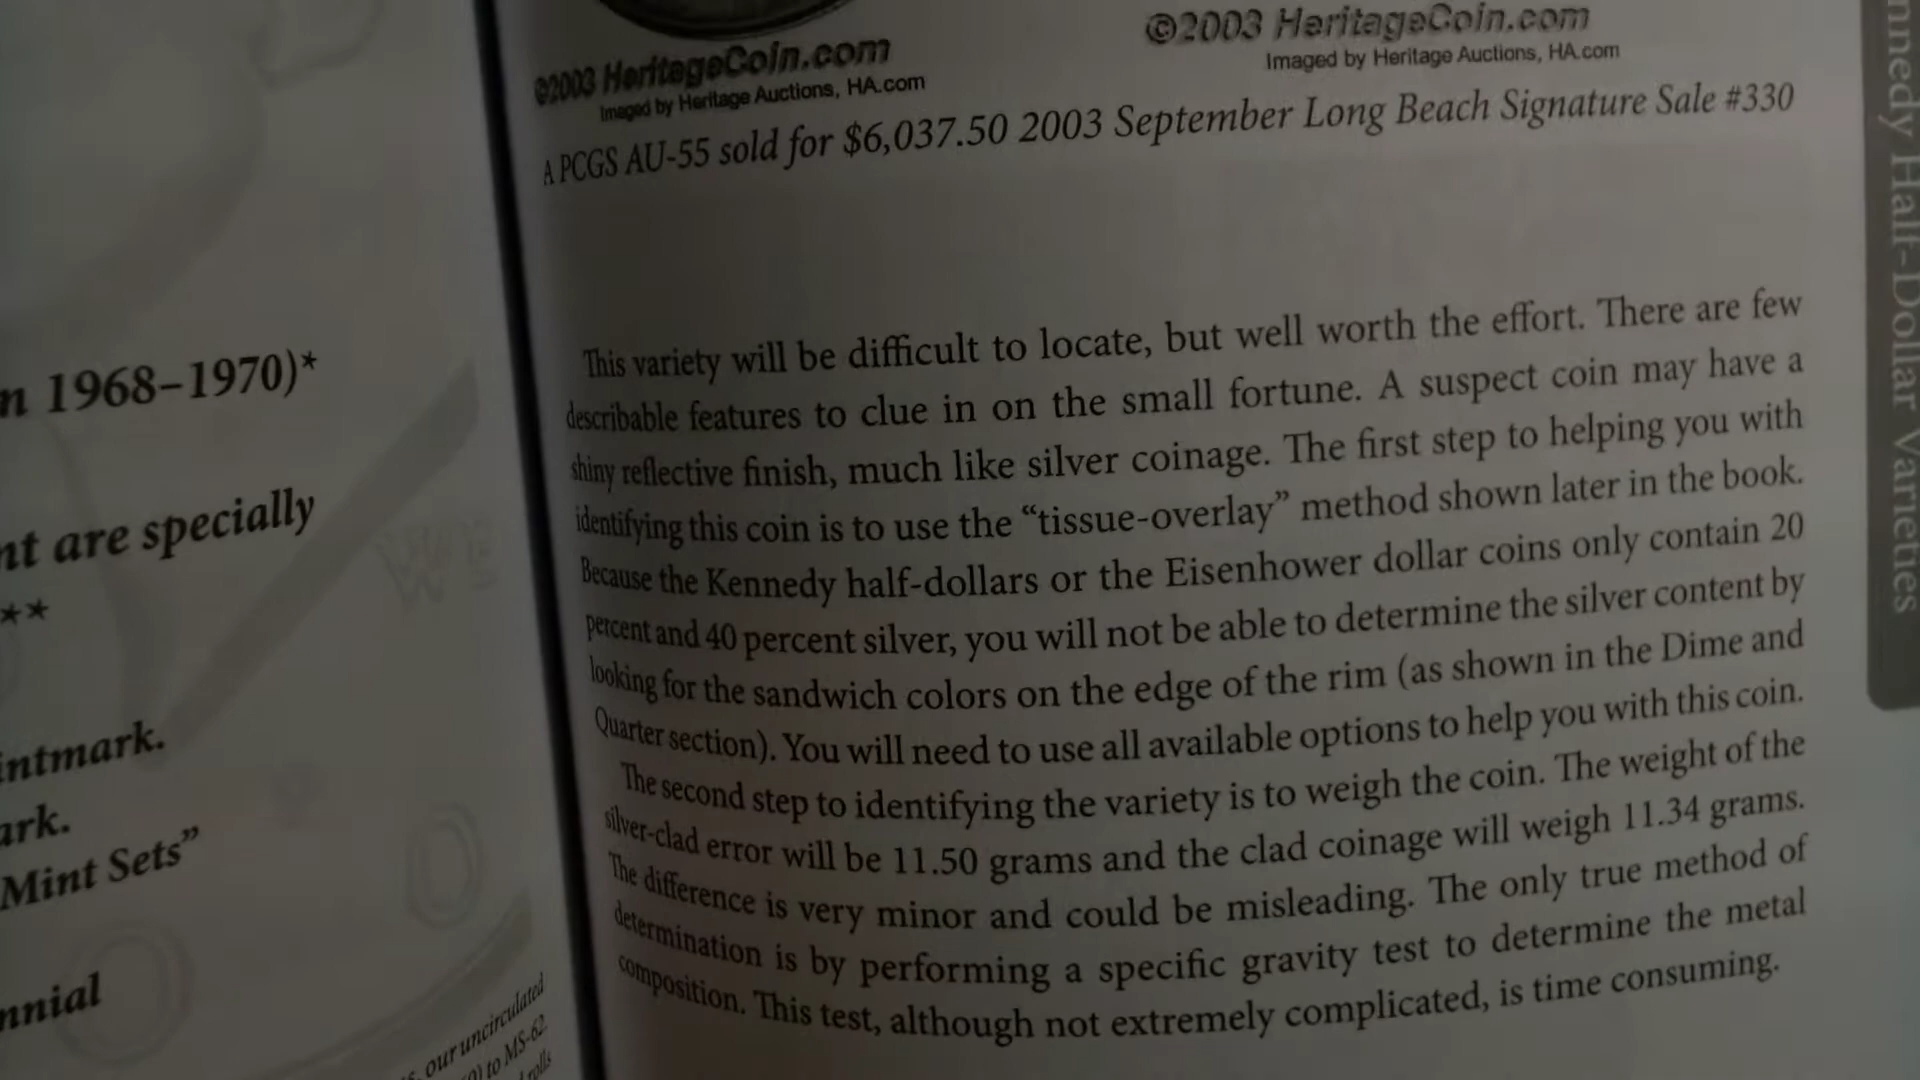 n 1968–1970)*
nt are specially
**
intmark.
ark.
Mint Sets”
nnial
our uncirculated
to MS-62
rolls
©2003 HeritageCoin.com
Imaged by Heritage Auctions, HA.com
©2003 HeritageCoin.com
Imaged by Heritage Auctions, HA.com
A PCGS AU-55 sold for $6,037.50 2003 September Long Beach Signature Sale #330
This variety will be difficult to locate, but well worth the effort. There are few
describable features to clue in on the small fortune. A suspect coin may have a
shiny reflective finish, much like silver coinage. The first step to helping you with
identifying this coin is to use the “tissue-overlay” method shown later in the book.
Because the Kennedy half-dollars or the Eisenhower dollar coins only contain 20
percent and 40 percent silver, you will not be able to determine the silver content by
looking for the sandwich colors on the edge of the rim (as shown in the Dime and
Quarter section). You will need to use all available options to help you with this coin.
The second step to identifying the variety is to weigh the coin. The weight of the
silver-clad error will be 11.50 grams and the clad coinage will weigh 11.34 grams.
The difference is very minor and could be misleading. The only true method of
determination is by performing a specific gravity test to determine the metal
composition. This test, although not extremely complicated, is time consuming.
nnedy Half-Dollar Varieties